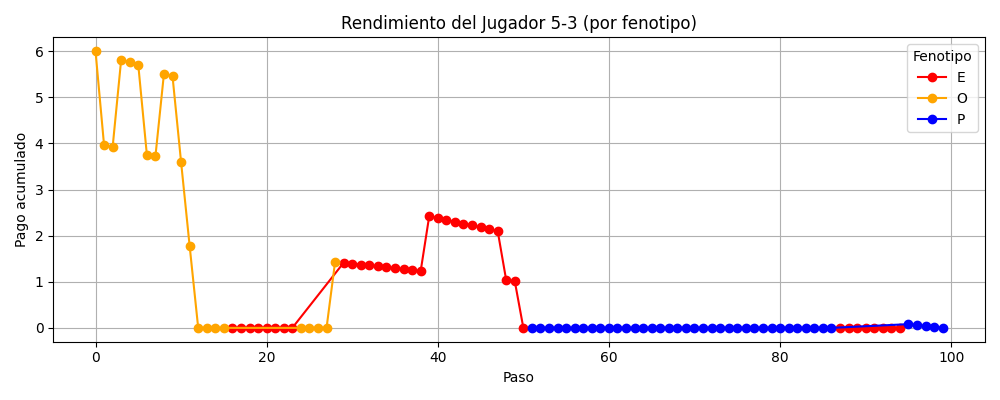 Rendimiento del Jugador 5-3 (por fenotipo)
Pago acumulado
6
5
4
3
2
1
0
Fenotipo
E
O
P
0 20 40 60 80 100
Paso